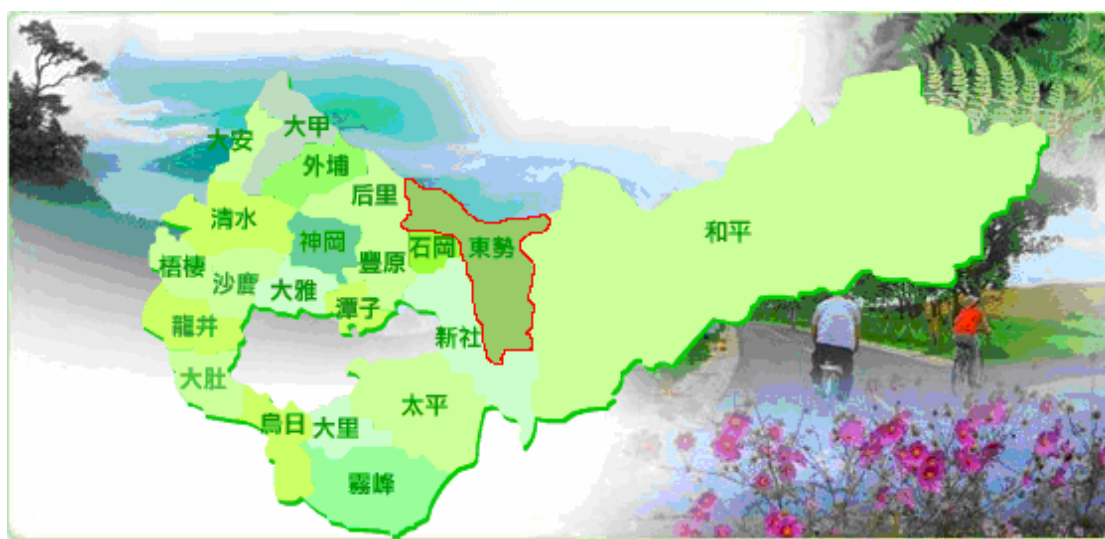 大甲
大安
外埔
后里
清水
和平
神岡
石岡
東勢
豐原
梧棲
沙鹿
大雅
潭子
龍井
新社
大肚
太平
烏日
大里
霧峰